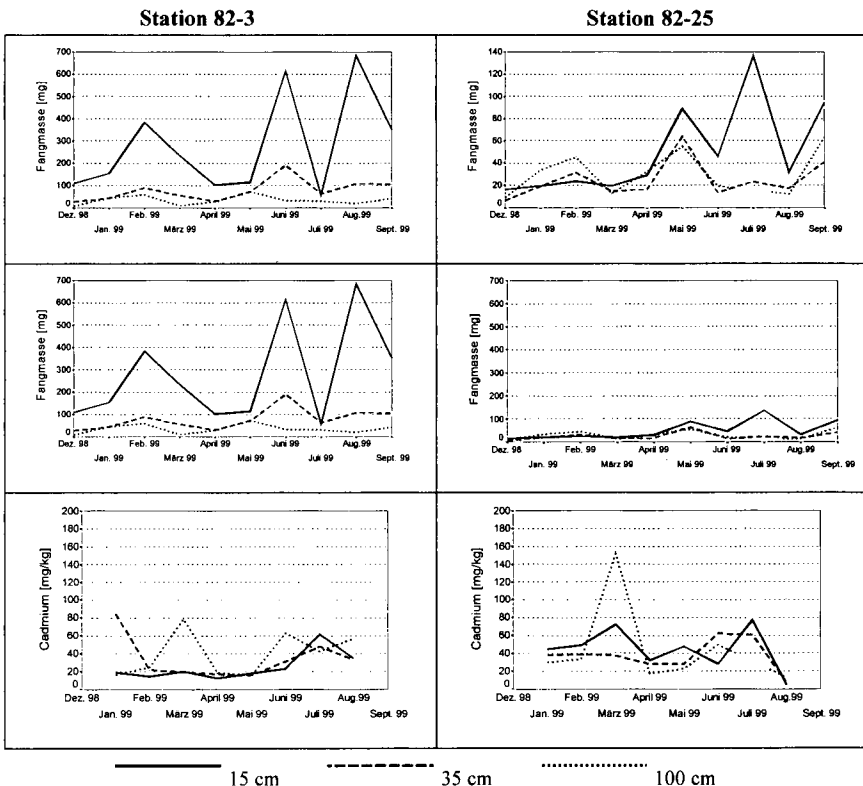 Station 82-3
Station 82-25
Fangmasse [mg]
700
600
500
400
300
200
100
0
Dez. 98
Feb. 99
April 99
Juni 99
Aug. 99
Jan. 99
März 99
Mai 99
Juli 99
Sept. 99
Fangmasse [mg]
140
120
100
80
60
40
20
0
Dez. 98
Feb. 99
April 99
Juni 99
Aug. 99
Jan. 99
März 99
Mai 99
Juli 99
Sept. 99
Fangmasse [mg]
700
600
500
400
300
200
100
0
Dez. 98
Feb. 99
April 99
Juni 99
Aug. 99
Jan. 99
März 99
Mai 99
Juli 99
Sept. 99
Fangmasse [mg]
700
600
500
400
300
200
100
0
Dez. 98
Feb. 99
April 99
Juni 99
Aug. 99
Jan. 99
März 99
Mai 99
Juli 99
Sept. 99
Cadmium [mg/kg]
200
180
160
140
120
100
80
60
40
20
0
Dez. 98
Feb. 99
April 99
Juni 99
Aug. 99
Jan. 99
März 99
Mai 99
Juli 99
Sept. 99
Cadmium [mg/kg]
200
180
160
140
120
100
80
60
40
20
0
Dez. 98
Feb. 99
April 99
Juni 99
Aug. 99
Jan. 99
März 99
Mai 99
Juli 99
Sept. 99
15 cm
35 cm
100 cm